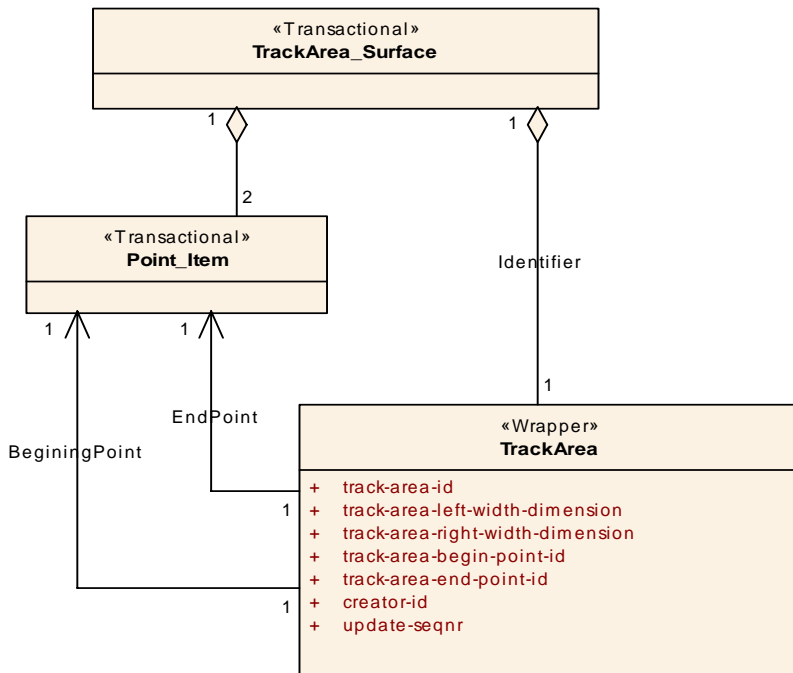 «Transactional»
TrackArea_Surface
1
1
2
«Transactional»
Point_Item
Identifier
1
1
1
EndPoint
BeginingPoint
«Wrapper»
TrackArea
+ track-area-id
1
+ track-area-left-width-dimension
+ track-area-right-width-dimension
+ track-area-begin-point-id
+ track-area-end-point-id
+ creator-id
1
+ update-seqnr